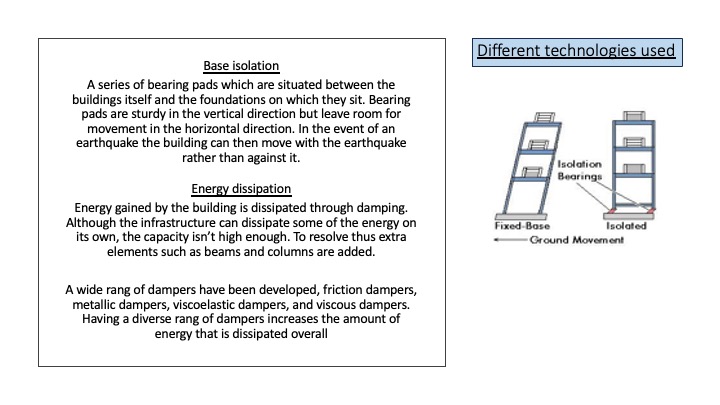 Different technologies used
Base isolation
A series of bearing pads which are situated between the
buildings itself and the foundations on which they sit. Bearing
pads are sturdy in the vertical direction but leave room for
movement in the horizontal direction. In the event of an
earthquake the building can then move with the earthquake
rather than against it.
Energy dissipation
Energy gained by the building is dissipated through damping.
Although the infrastructure can dissipate some of the energy on
its own, the capacity isn't high enough. To resolve thus extra
elements such as beams and columns are added.
A wide rang of dampers have been developed, friction dampers,
metallic dampers, viscoelastic dampers, and viscous dampers.
Having a diverse rang of dampers increases the amount of
energy that is dissipated overall
Isolation
Bearings
Fixed-Base
Isolated
Ground Movement